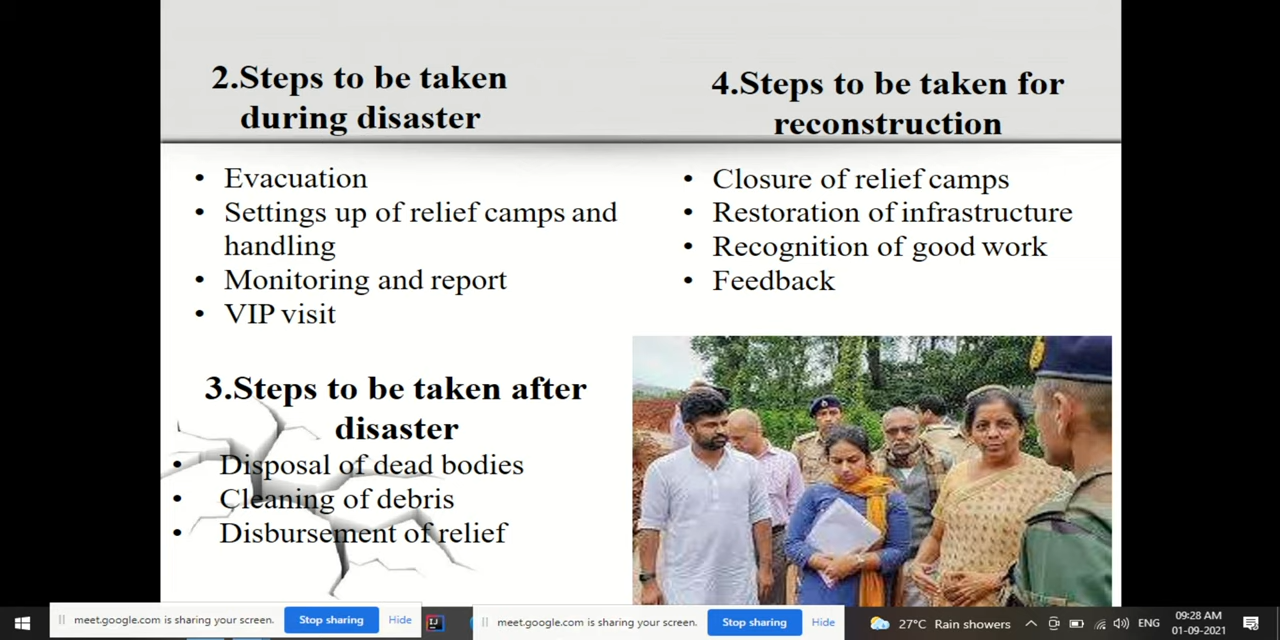 2.Steps to be taken
during disaster
• Evacuation
• Settings up of relief camps and
handling
• Monitoring and report
• VIP visit
3.Steps to be taken after
disaster
• Disposal of dead bodies
• Cleaning of debris
• Disbursement of relief
4.Steps to be taken for
reconstruction
• Closure of relief camps
• Restoration of infrastructure
• Recognition of good work
• Feedback
meet.google.com is sharing your screen. Stop sharing Hide
meet.google.com is sharing your screen. Stop sharing Hide
27°C Rain showers
ENG
09:28 AM
01-09-2021